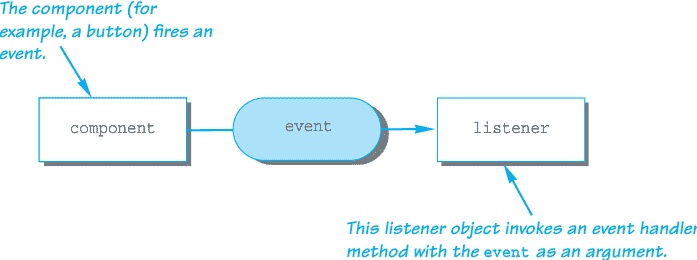 The component (for
example, a button) fires an
event.
component
event
listener
This listener object invokes an event handler
method with the event as an argument.